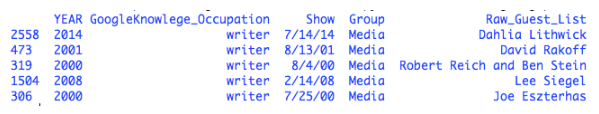 YEAR GoogleKnowlege_Occupation Show Group Raw_Guest_List
2558 2014 writer 7/14/14 Media Dahlia Lithwick
473 2001 writer 8/13/01 Media David Rakoff
319 2000 writer 8/4/00 Media Robert Reich and Ben Stein
1504 2008 writer 2/14/08 Media Lee Siegel
306 2000 writer 7/25/00 Media Joe Eszterhas